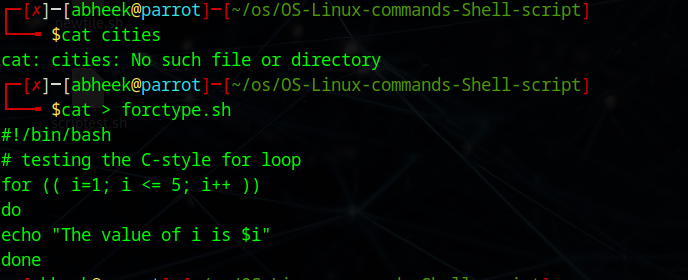 ┌─[✗]─[abheek@parrot]─[~/os/OS-Linux-commands-Shell-script]
└──╼ $cat cities
cat: cities: No such file or directory
┌─[✗]─[abheek@parrot]─[~/os/OS-Linux-commands-Shell-script]
└──╼ $cat > forctype.sh
#!/bin/bash
# testing the C-style for loop
for (( i=1; i <= 5; i++ ))
do
echo "The value of i is $i"
done